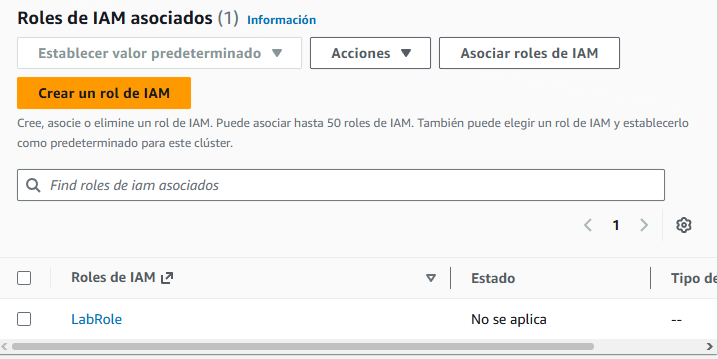 Roles de IAM asociados (1) Información
Establecer valor predeterminado Acciones Asociar roles de IAM
Crear un rol de IAM
Cree, asocie o elimine un rol de IAM. Puede asociar hasta 50 roles de IAM. También puede elegir un rol de IAM y establecerlo
como predeterminado para este clúster.
Find roles de iam asociados
1
Roles de IAM Estado Tipo de
LabRole No se aplica --